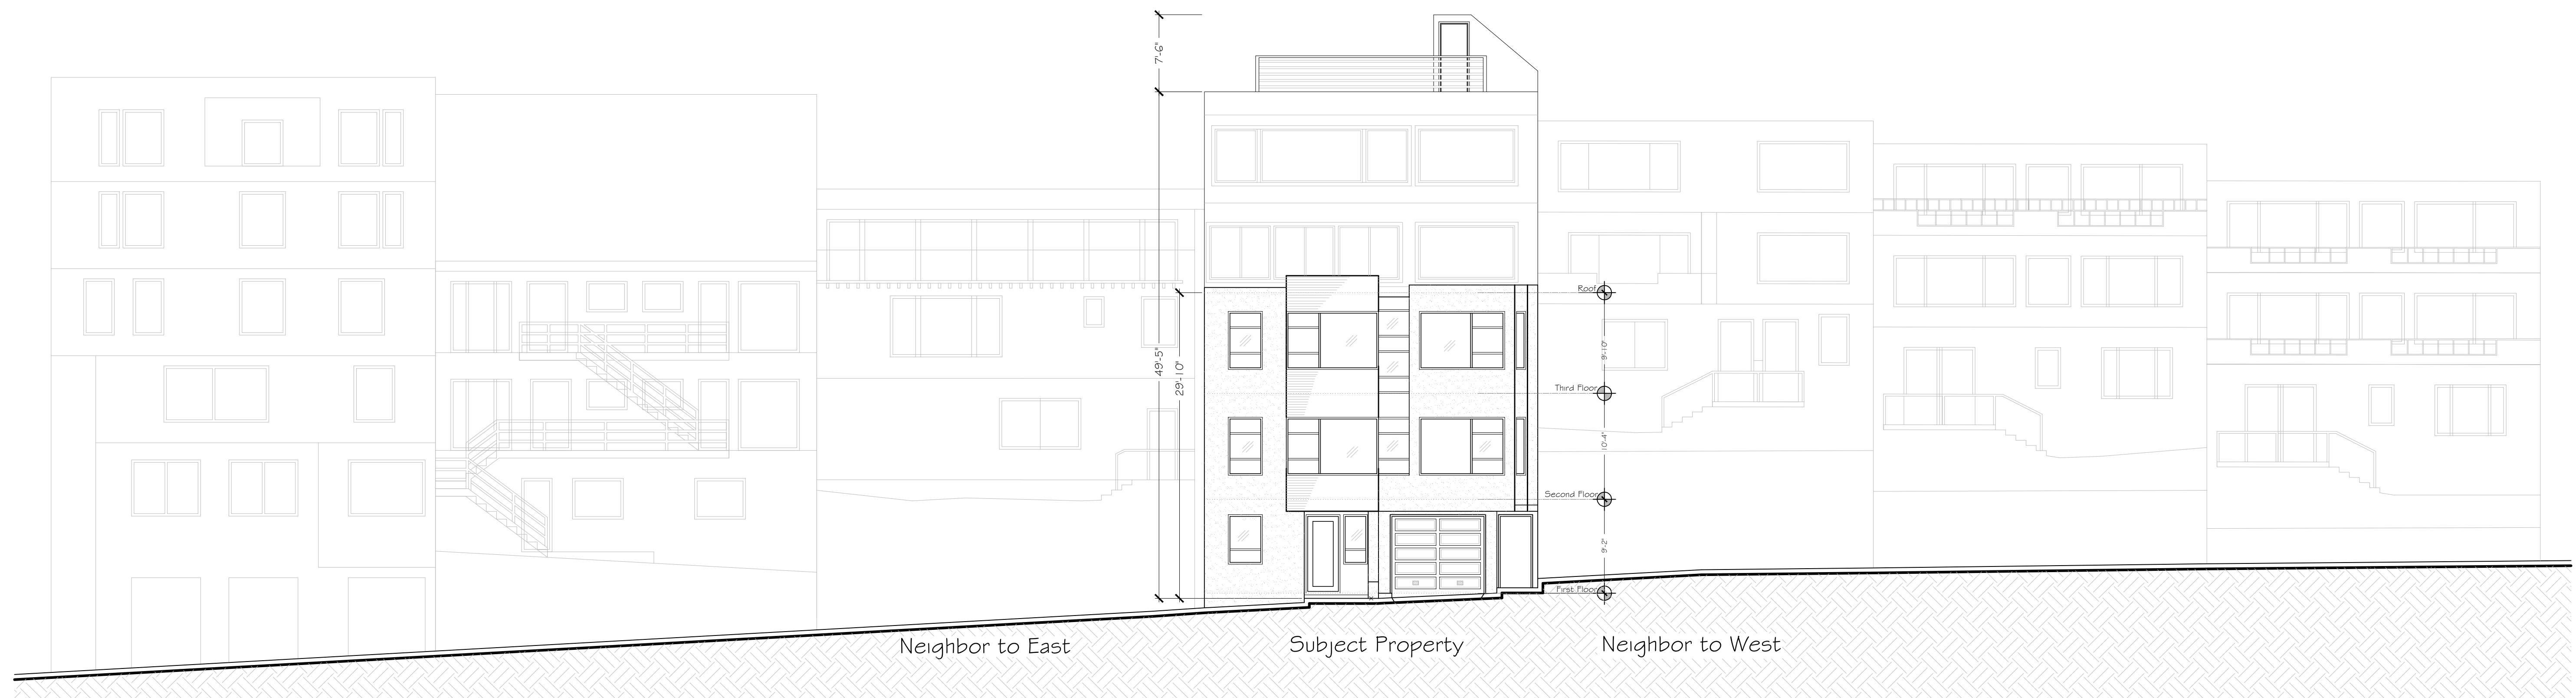 7'-6"
49'-5"
29'-10"
Roof
9'-10"
Third Floor
10'-4"
Second Floor
9'-2"
First Floor
Neighbor to East
Subject Property
Neighbor to West